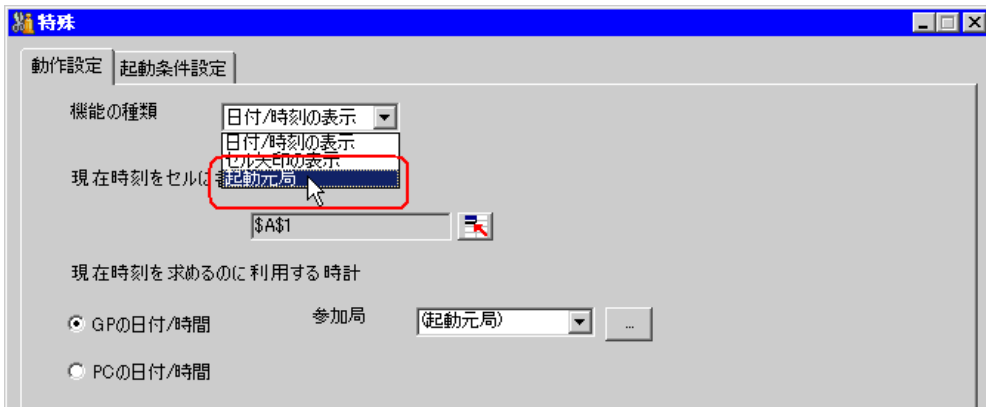 特殊
動作設定 起動条件設定
機能の種類 日付/時刻の表示
日付/時刻の表示
セル矢印の表示
起動元局
現在時刻をセルに
$A$1
現在時刻を求めるのに利用する時計
GPの日付/時間 参加局 (起動元局) ...
PCの日付/時間